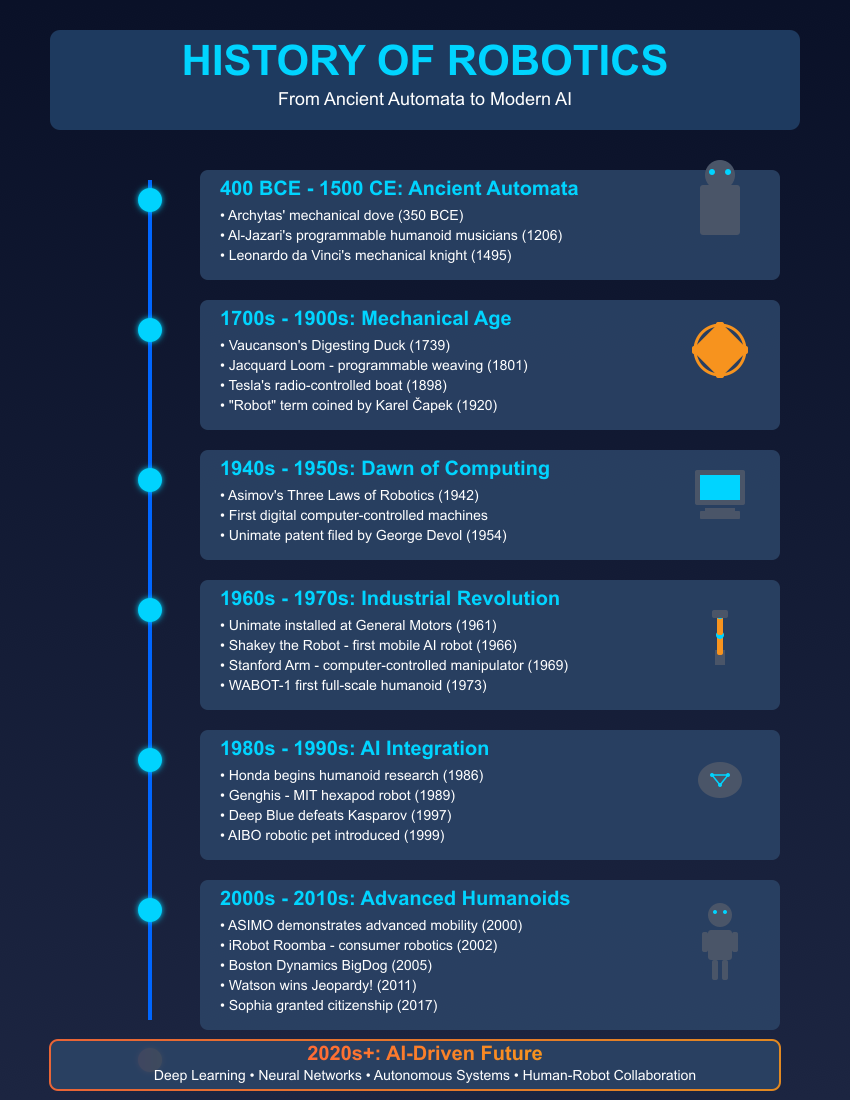 HISTORY OF ROBOTICS
From Ancient Automata to Modern AI
400 BCE - 1500 CE: Ancient Automata
• Archytas' mechanical dove (350 BCE)
• Al-Jazari's programmable humanoid musicians (1206)
• Leonardo da Vinci's mechanical knight (1495)
1700s - 1900s: Mechanical Age
• Vaucanson's Digesting Duck (1739)
• Jacquard Loom - programmable weaving (1801)
• Tesla's radio-controlled boat (1898)
• "Robot" term coined by Karel Čapek (1920)
1940s - 1950s: Dawn of Computing
• Asimov's Three Laws of Robotics (1942)
• First digital computer-controlled machines
• Unimate patent filed by George Devol (1954)
1960s - 1970s: Industrial Revolution
• Unimate installed at General Motors (1961)
• Shakey the Robot - first mobile AI robot (1966)
• Stanford Arm - computer-controlled manipulator (1969)
• WABOT-1 first full-scale humanoid (1973)
1980s - 1990s: AI Integration
• Honda begins humanoid research (1986)
• Genghis - MIT hexapod robot (1989)
• Deep Blue defeats Kasparov (1997)
• AIBO robotic pet introduced (1999)
2000s - 2010s: Advanced Humanoids
• ASIMO demonstrates advanced mobility (2000)
• iRobot Roomba - consumer robotics (2002)
• Boston Dynamics BigDog (2005)
• Watson wins Jeopardy! (2011)
• Sophia granted citizenship (2017)
2020s+: AI-Driven Future
Deep Learning • Neural Networks • Autonomous Systems • Human-Robot Collaboration